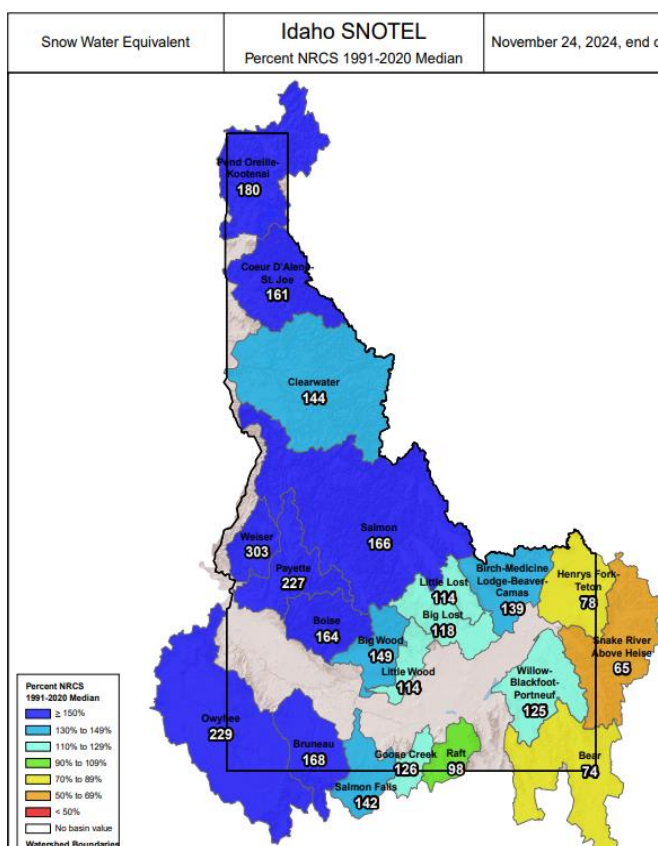 Snow Water Equivalent
Idaho SNOTEL
Percent NRCS 1991-2020 Median
November 24, 2024, end o
Pend Oreille-
Kootenai
180
Coeur D'Alene-
St. Joe
161
Clearwater
144
Salmon
166
Weiser
303
Payette
227
Boise
164
Big Wood
149
Little Lost
114
Big Lost
118
Little Wood
114
Birch-Medicine
Lodge-Beaver-
Camas
139
Henrys Fork-
Teton
78
Snake River
Above Heise
65
Willow-
Blackfoot-
Portneuf
125
Owyhee
229
Bruneau
168
Salmon Falls
142
Goose Creek
126
Raft
98
Bear
74
Percent NRCS
1991-2020 Median
≥ 150%
130% to 149%
110% to 129%
90% to 109%
70% to 89%
50% to 69%
< 50%
No basin value
Watershed Boundaries